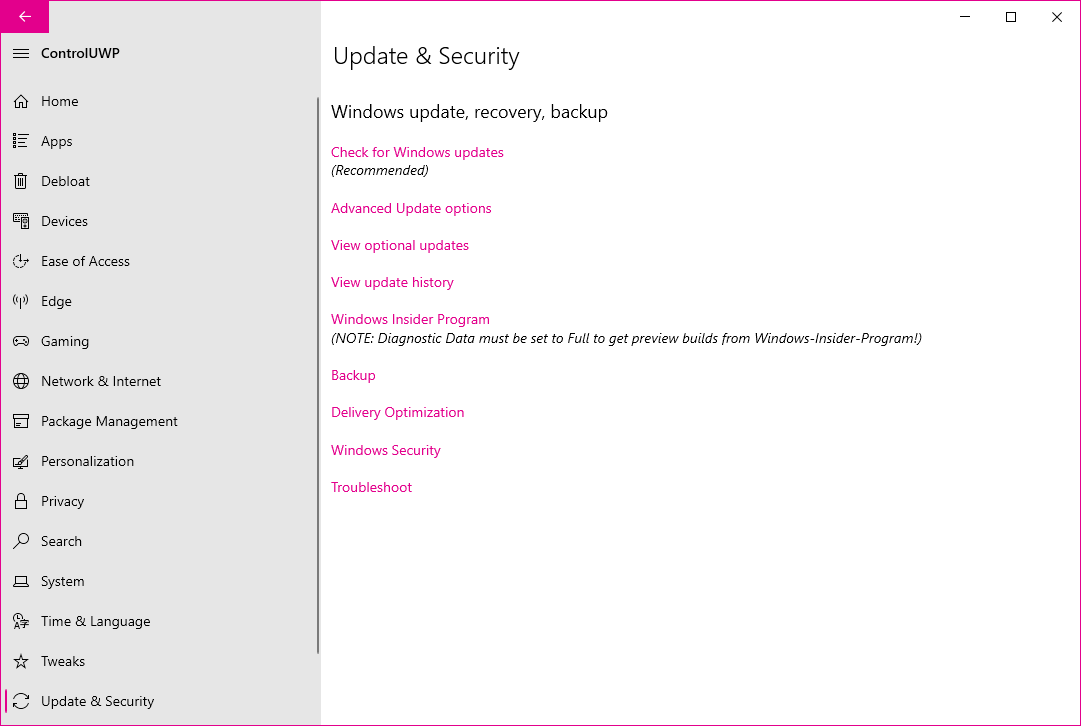 ControlUWP
Home
Apps
Debloat
Devices
Ease of Access
Edge
Gaming
Network & Internet
Package Management
Personalization
Privacy
Search
System
Time & Language
Tweaks
Update & Security
Update & Security
Windows update, recovery, backup
Check for Windows updates
(Recommended)
Advanced Update options
View optional updates
View update history
Windows Insider Program
(NOTE: Diagnostic Data must be set to Full to get preview builds from Windows-Insider-Program!)
Backup
Delivery Optimization
Windows Security
Troubleshoot